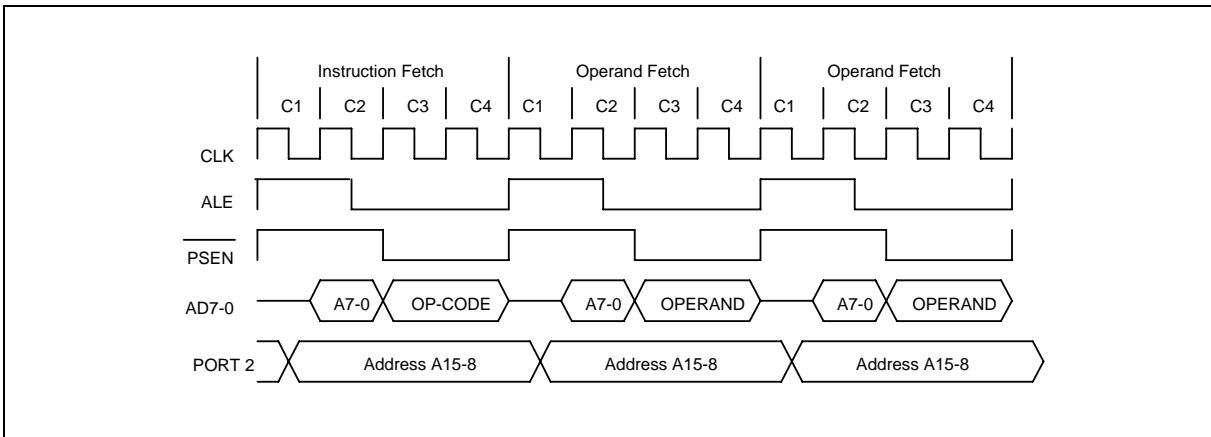 Instruction Fetch Operand Fetch Operand Fetch
C1 C2 C3 C4 C1 C2 C3 C4 C1 C2 C3 C4
CLK
ALE
PSEN
AD7-0 A7-0 OP-CODE A7-0 OPERAND A7-0 OPERAND
PORT 2 Address A15-8 Address A15-8 Address A15-8